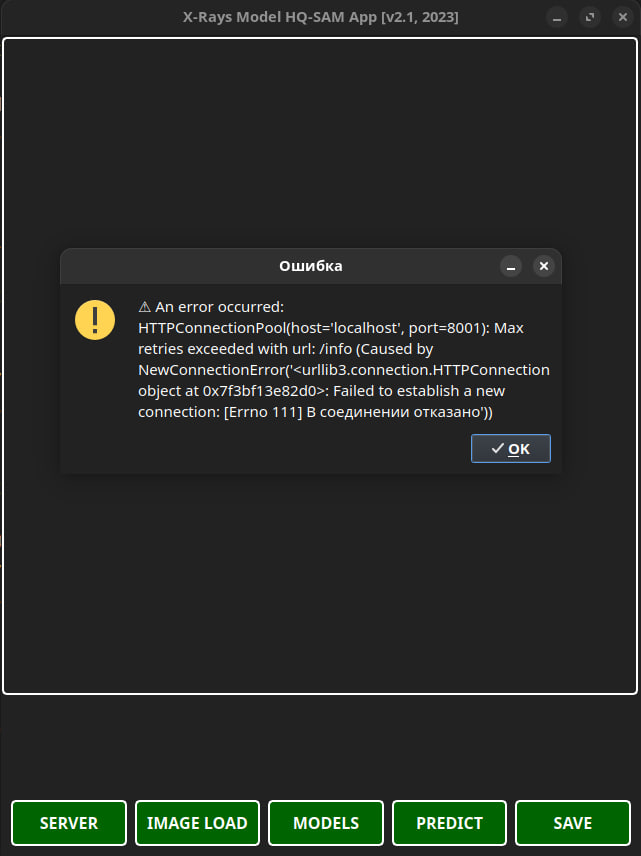 X-Rays Model HQ-SAM App [v2.1, 2023]
Ошибка
⚠ An error occurred:
HTTPConnectionPool(host='localhost', port=8001): Max
retries exceeded with url: /info (Caused by
NewConnectionError('<urllib3.connection.HTTPConnection
object at 0x7f3bf13e82d0>: Failed to establish a new
connection: [Errno 111] В соединении отказано'))
OK
SERVER
IMAGE LOAD
MODELS
PREDICT
SAVE